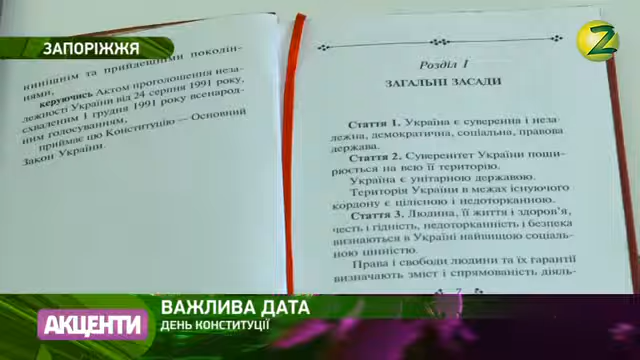 ЗАПОРІЖЖЯ
Z
нинішнім та прийдешніми поколін-
нями,
керуючись Актом проголошення неза-
лежності України від 24 серпня 1991 року,
схваленим 1 грудня 1991 року всенарод-
ним голосуванням,
приймає цю Конституцію — Основний
Закон України.
Розділ I
ЗАГАЛЬНІ ЗАСАДИ
Стаття 1. Україна є суверенна і неза-
лежна, демократична, соціальна, правова
держава.
Стаття 2. Суверенітет України поши-
рюється на всю її територію.
Україна є унітарною державою.
Територія України в межах існуючого
кордону є цілісною і недоторканною.
Стаття 3. Людина, її життя і здоров'я,
честь і гідність, недоторканність і безпека
визнаються в Україні найвищою соціаль-
ною цінністю.
Права і свободи людини та їх гарантії
визначають зміст і спрямованість діяль-
7
АКЦЕНТИ
ВАЖЛИВА ДАТА
ДЕНЬ КОНСТИТУЦІЇ